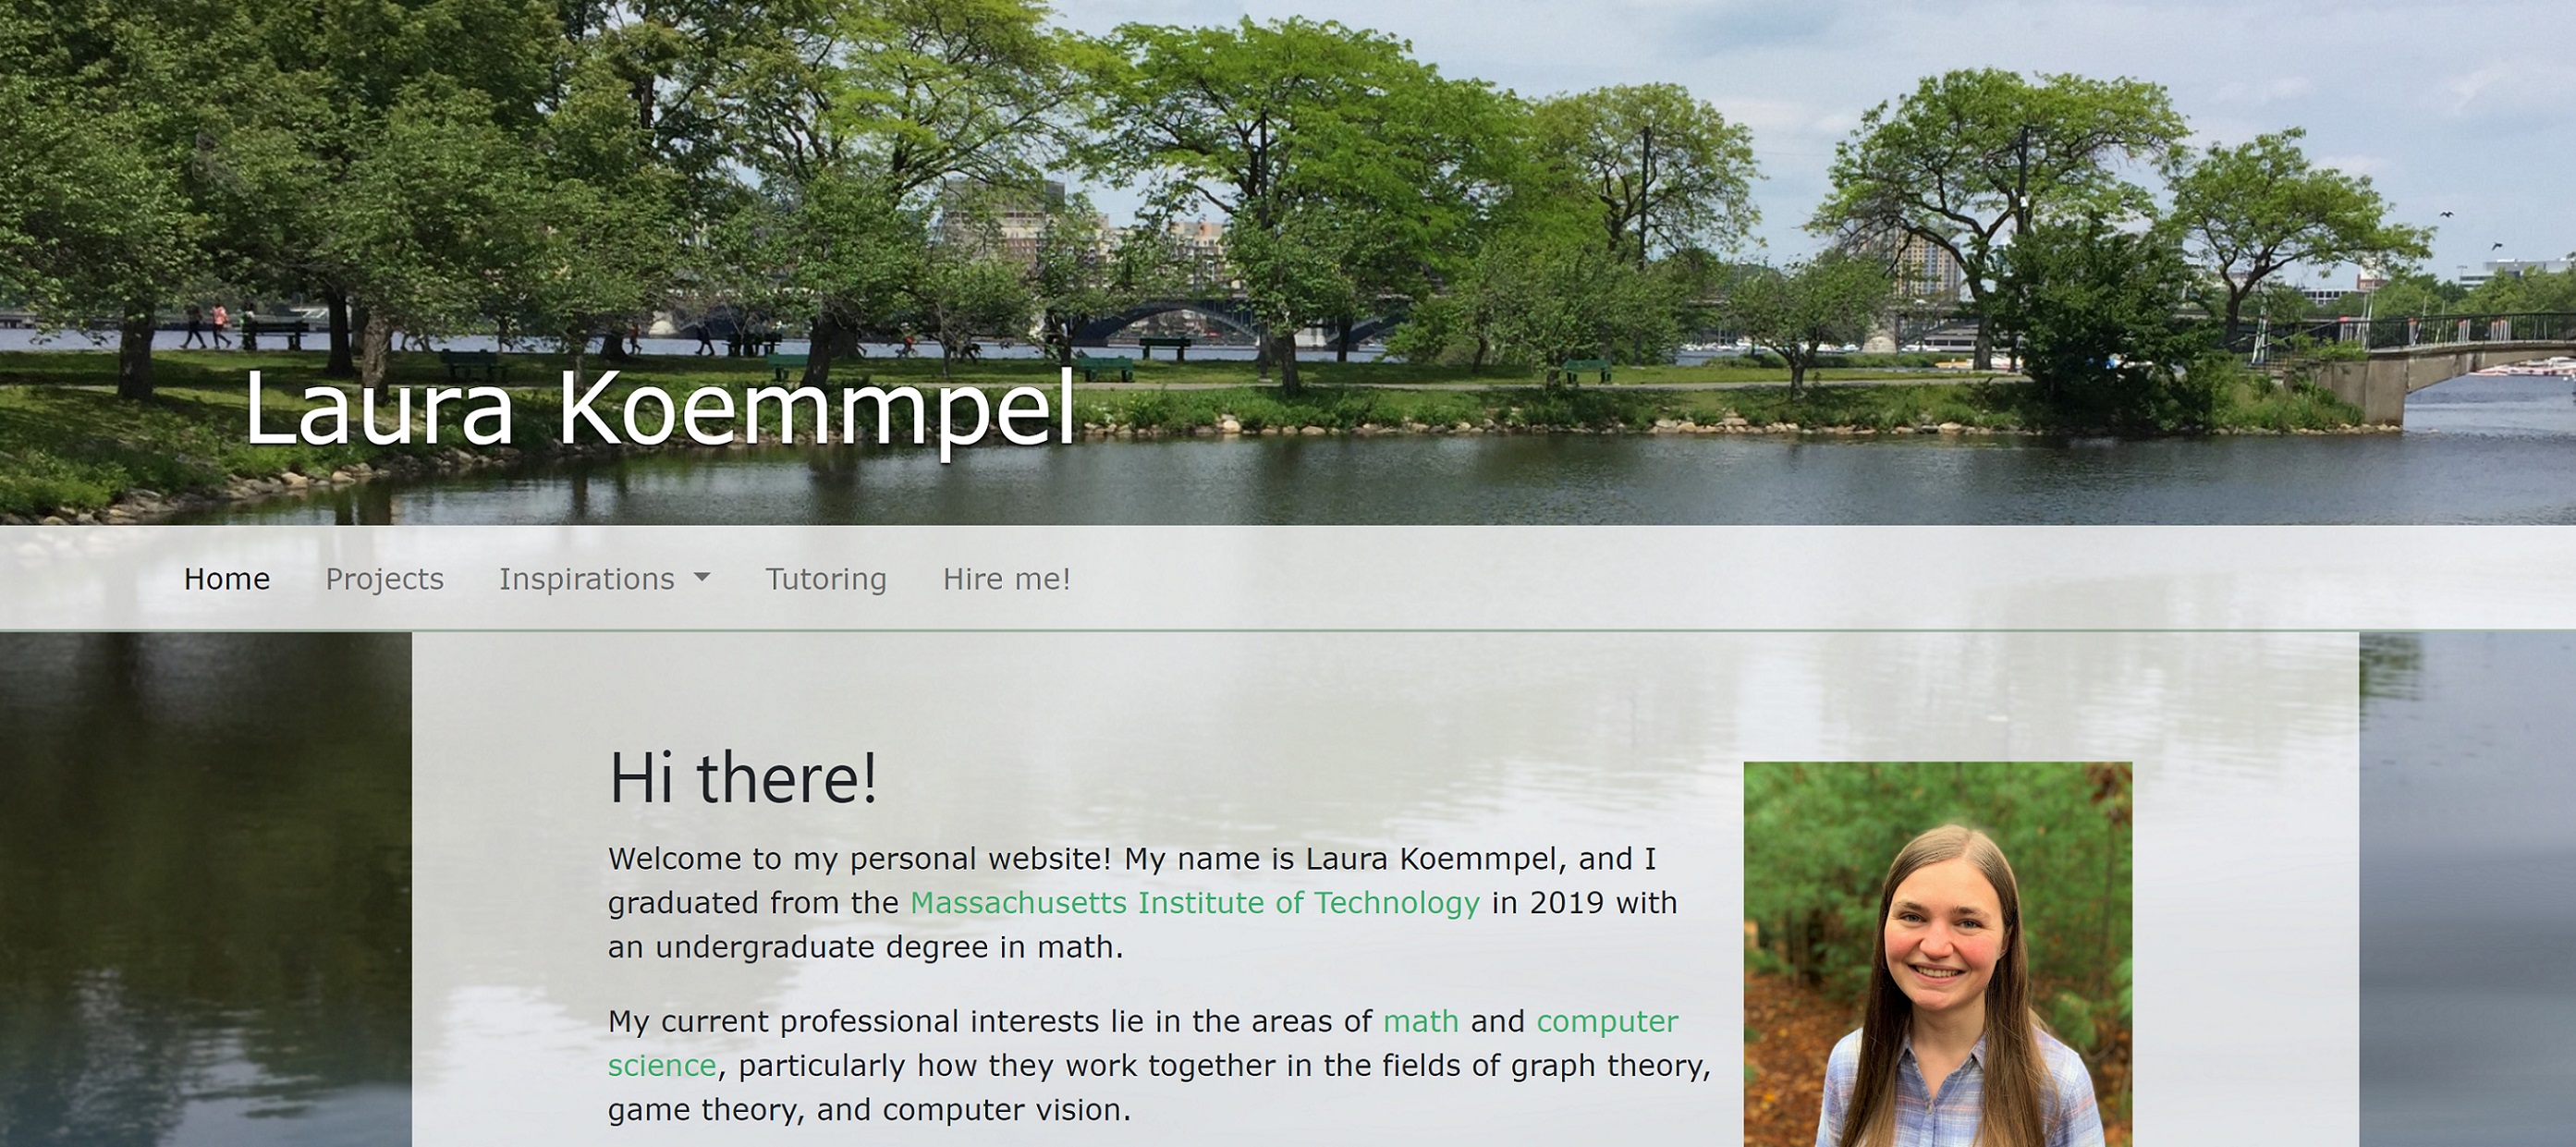 Laura Koemmpel
Home Projects Inspirations Tutoring Hire me!
Hi there!
Welcome to my personal website! My name is Laura Koemmpel, and I
graduated from the Massachusetts Institute of Technology in 2019 with
an undergraduate degree in math.
My current professional interests lie in the areas of math and computer
science, particularly how they work together in the fields of graph theory,
game theory, and computer vision.